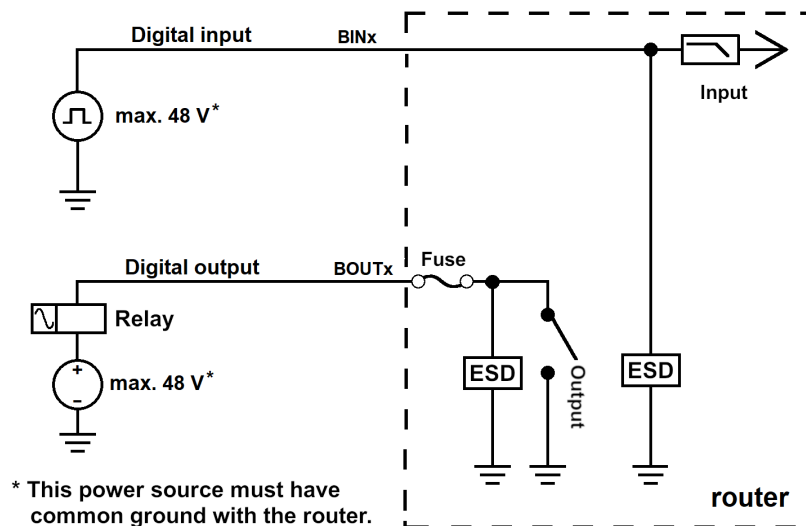 Digital input
BINx
Input
max. 48 V*
Digital output
BOUTx
Fuse
Relay
+
max. 48 V*
–
ESD
Output
ESD
* This power source must have
common ground with the router.
router